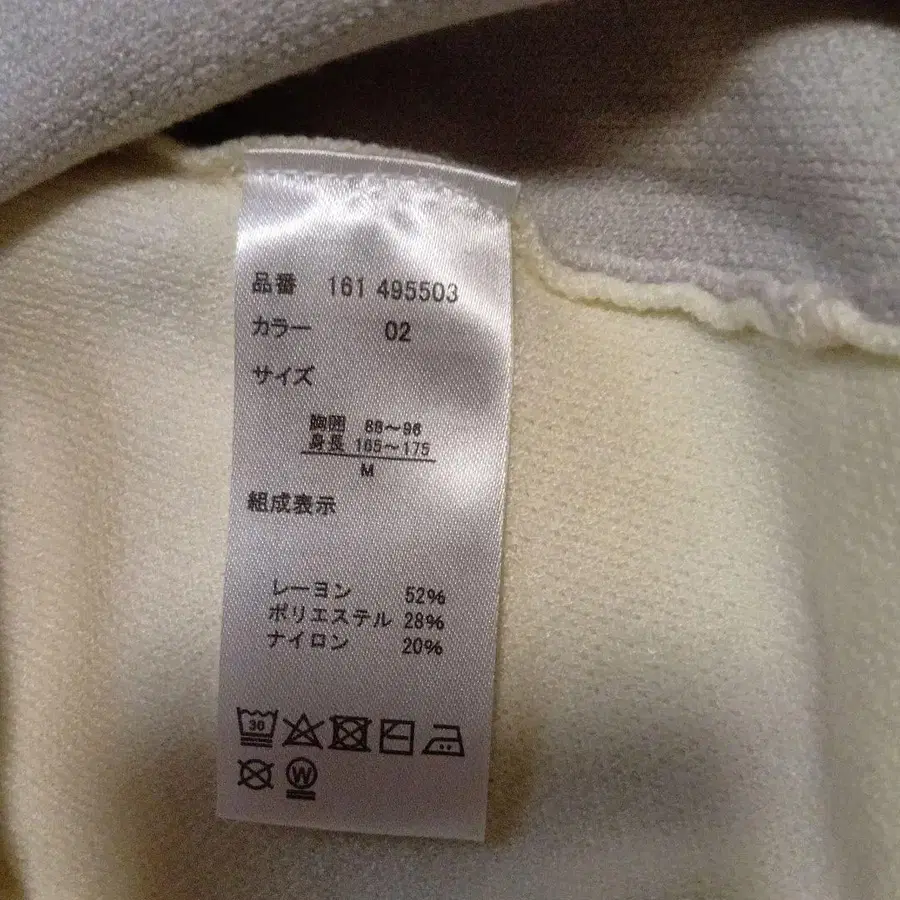 品番 161 495503
カラー 02
サイズ
胸囲 88～96
身長 165～175
M
組成表示
レーヨン 52%
ポリエステル 28%
ナイロン 20%
30
W